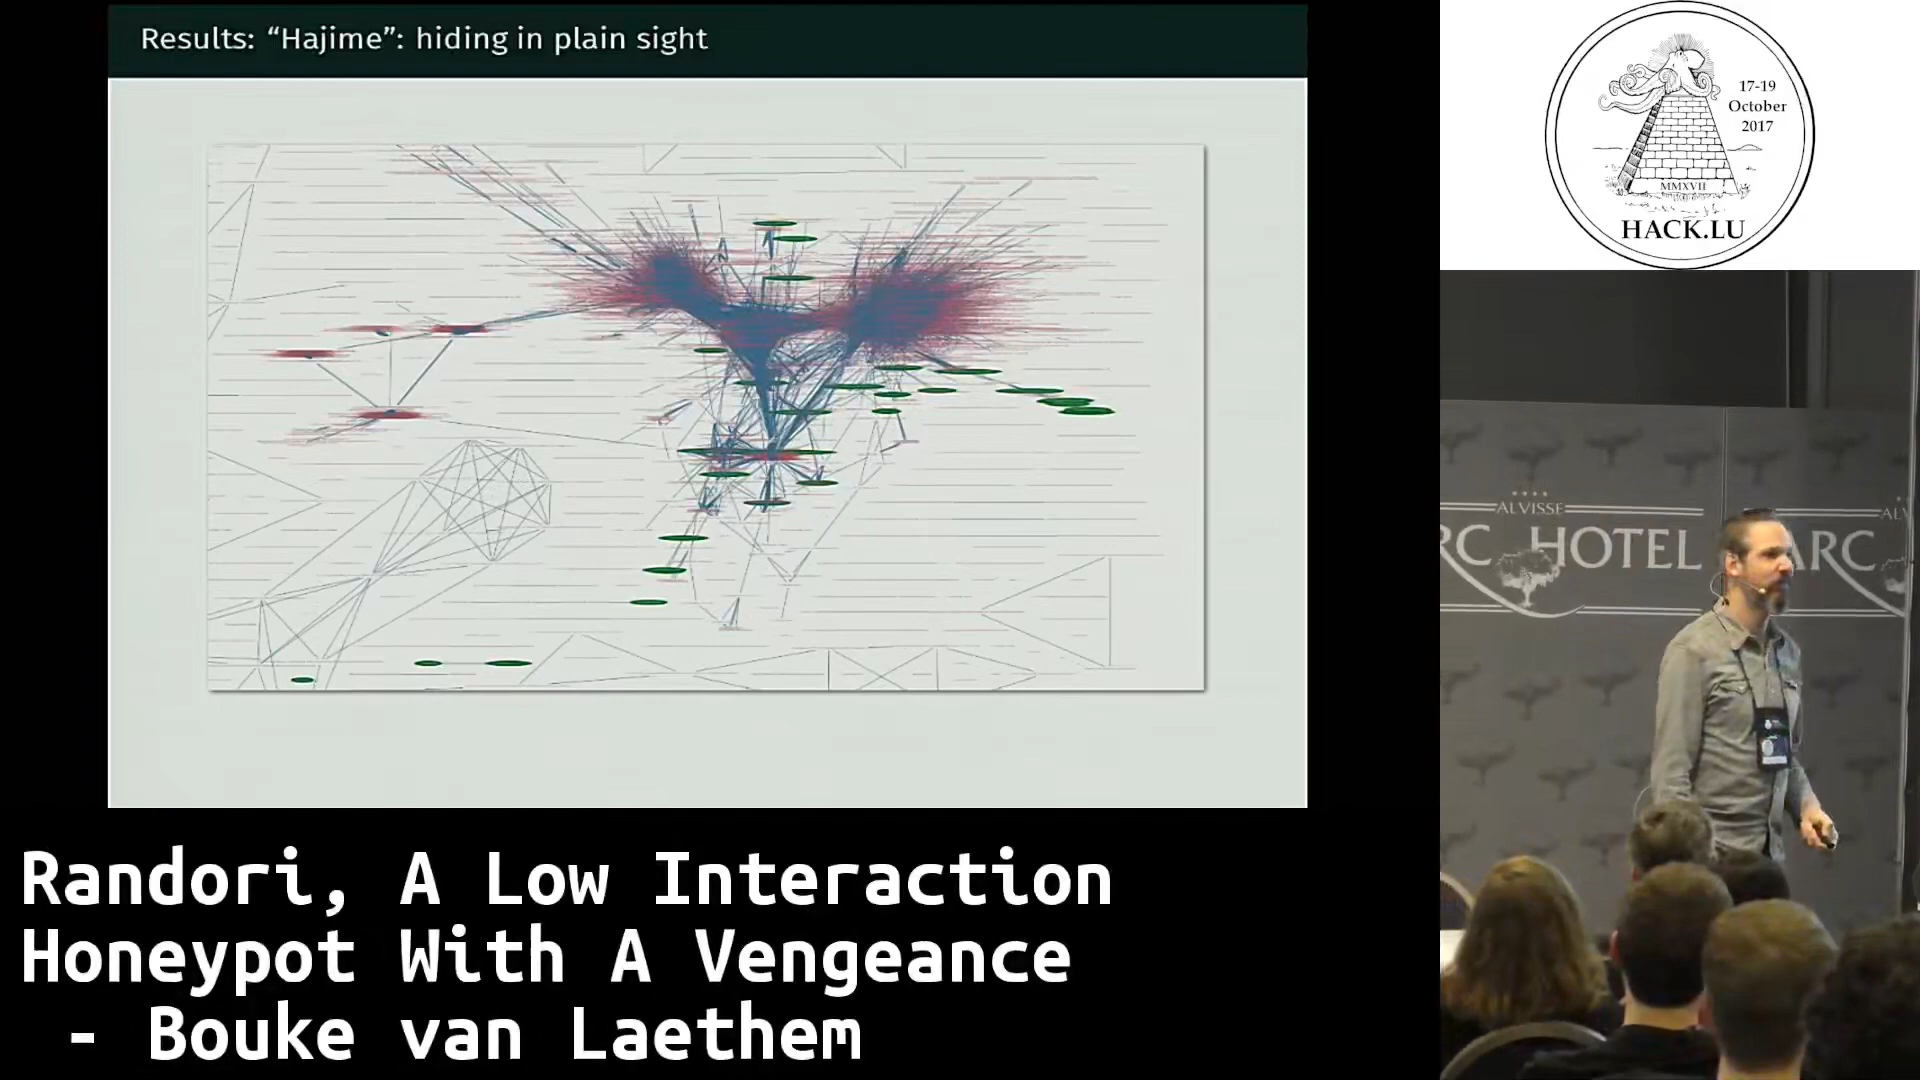 Results: “Hajime”: hiding in plain sight
17-19
October
2017
MMXVII
HACK.LU
ALVISSE
RC HOTEL
ARC
AL
Randori, A Low Interaction
Honeypot With A Vengeance
- Bouke van Laethem